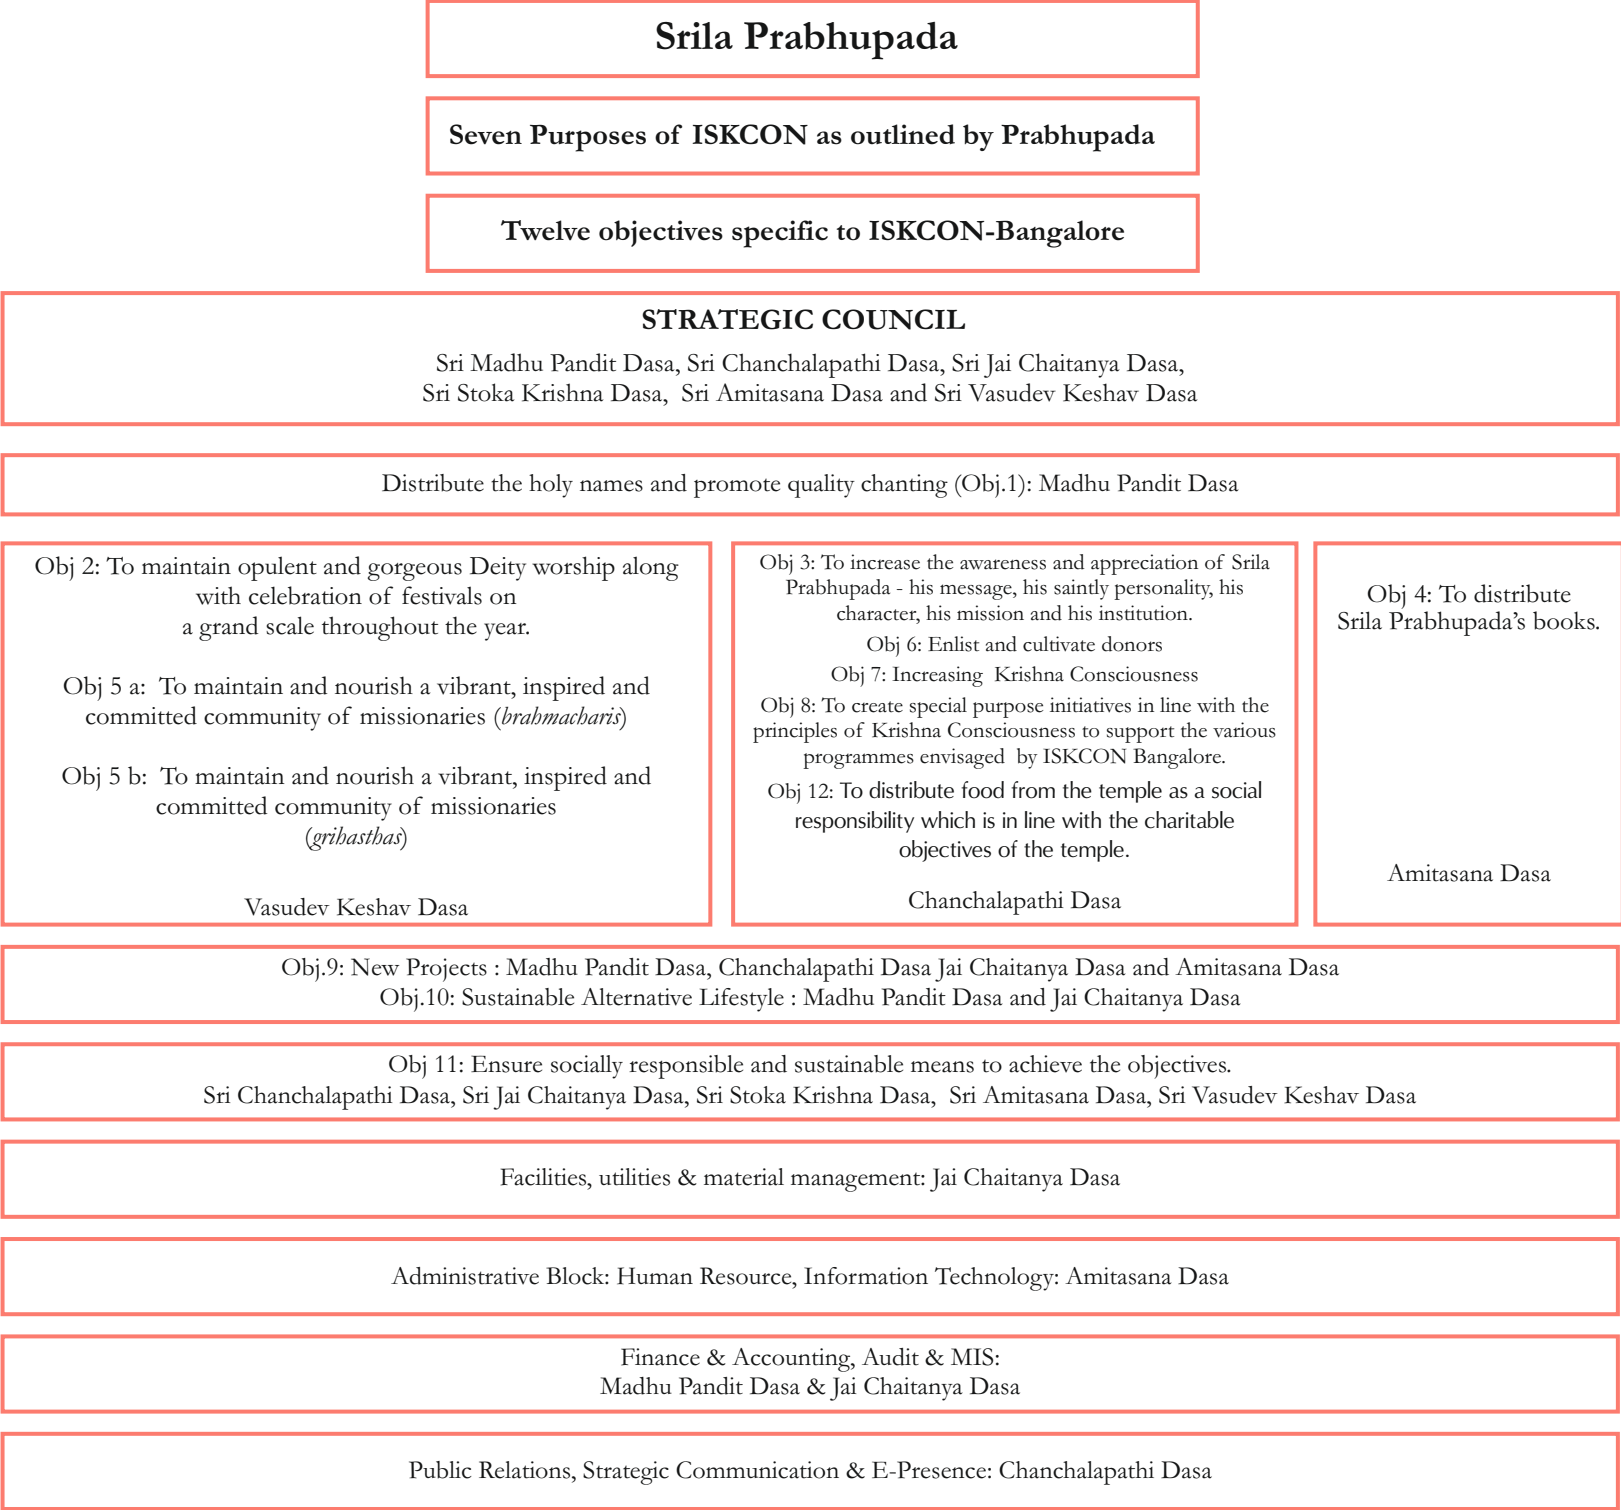 Srila Prabhupada
Seven Purposes of ISKCON as outlined by Prabhupada
Twelve objectives specific to ISKCON-Bangalore
STRATEGIC COUNCIL
Sri Madhu Pandit Dasa, Sri Chanchalapathi Dasa, Sri Jai Chaitanya Dasa,
Sri Stoka Krishna Dasa, Sri Amitasana Dasa and Sri Vasudev Keshav Dasa
Distribute the holy names and promote quality chanting (Obj.1): Madhu Pandit Dasa
Obj 2: To maintain opulent and gorgeous Deity worship along
with celebration of festivals on
a grand scale throughout the year.
Obj 5 a: To maintain and nourish a vibrant, inspired and
committed community of missionaries (brahmacharis)
Obj 5 b: To maintain and nourish a vibrant, inspired and
committed community of missionaries
(grihasthas)
Vasudev Keshav Dasa
Obj 3: To increase the awareness and appreciation of Srila
Prabhupada - his message, his saintly personality, his
character, his mission and his institution.
Obj 6: Enlist and cultivate donors
Obj 7: Increasing Krishna Consciousness
Obj 8: To create special purpose initiatives in line with the
principles of Krishna Consciousness to support the various
programmes envisaged by ISKCON Bangalore.
Obj 12: To distribute food from the temple as a social
responsibility which is in line with the charitable
objectives of the temple.
Chanchalapathi Dasa
Obj 4: To distribute
Srila Prabhupada's books.
Amitasana Dasa
Obj.9: New Projects : Madhu Pandit Dasa, Chanchalapathi Dasa Jai Chaitanya Dasa and Amitasana Dasa
Obj.10: Sustainable Alternative Lifestyle : Madhu Pandit Dasa and Jai Chaitanya Dasa
Obj 11: Ensure socially responsible and sustainable means to achieve the objectives.
Sri Chanchalapathi Dasa, Sri Jai Chaitanya Dasa, Sri Stoka Krishna Dasa, Sri Amitasana Dasa, Sri Vasudev Keshav Dasa
Facilities, utilities & material management: Jai Chaitanya Dasa
Administrative Block: Human Resource, Information Technology: Amitasana Dasa
Finance & Accounting, Audit & MIS:
Madhu Pandit Dasa & Jai Chaitanya Dasa
Public Relations, Strategic Communication & E-Presence: Chanchalapathi Dasa